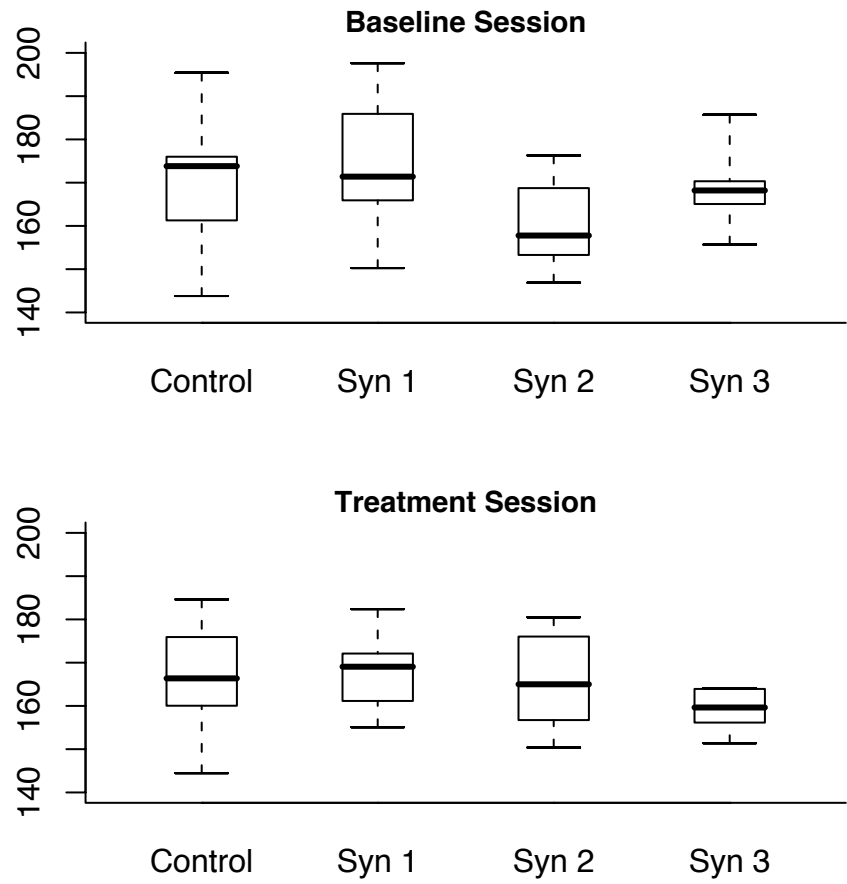 Baseline Session
200
180
160
140
Control Syn 1 Syn 2 Syn 3
Treatment Session
200
180
160
140
Control Syn 1 Syn 2 Syn 3